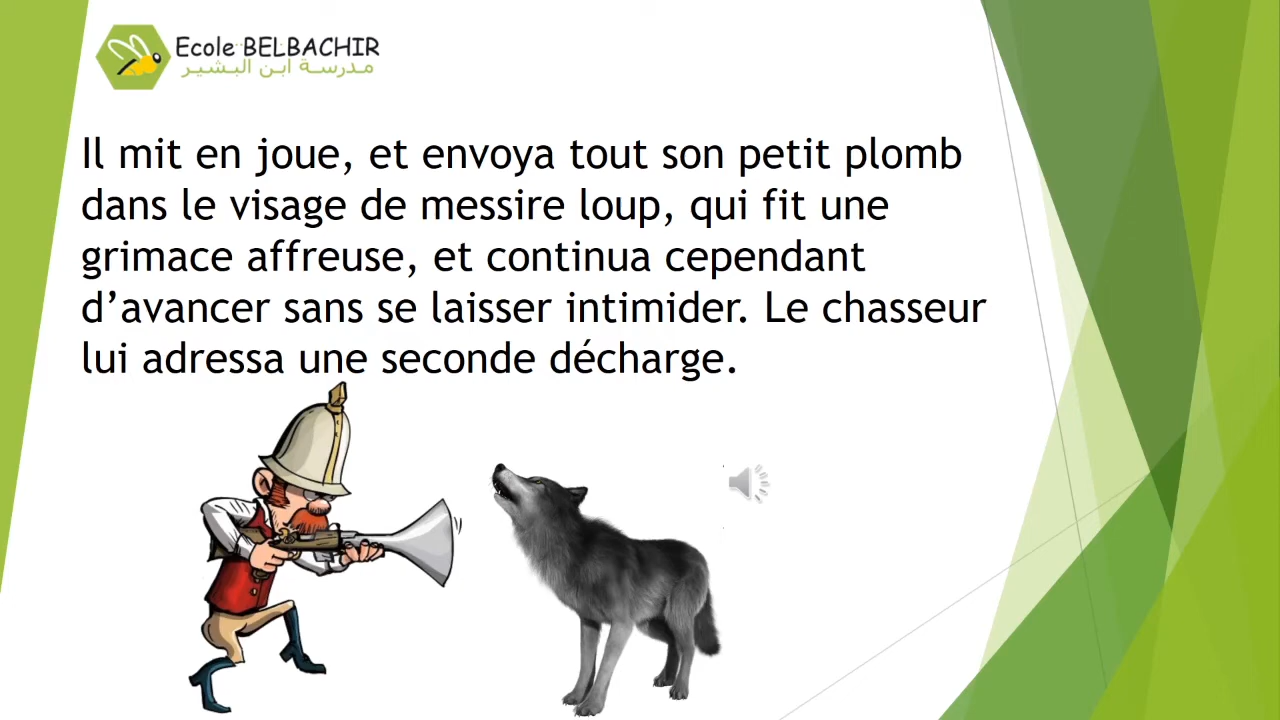 Ecole BELBACHIR
مدرسة ابن البشير
Il mit en joue, et envoya tout son petit plomb
dans le visage de messire loup, qui fit une
grimace affreuse, et continua cependant
d’avancer sans se laisser intimider. Le chasseur
lui adressa une seconde décharge.